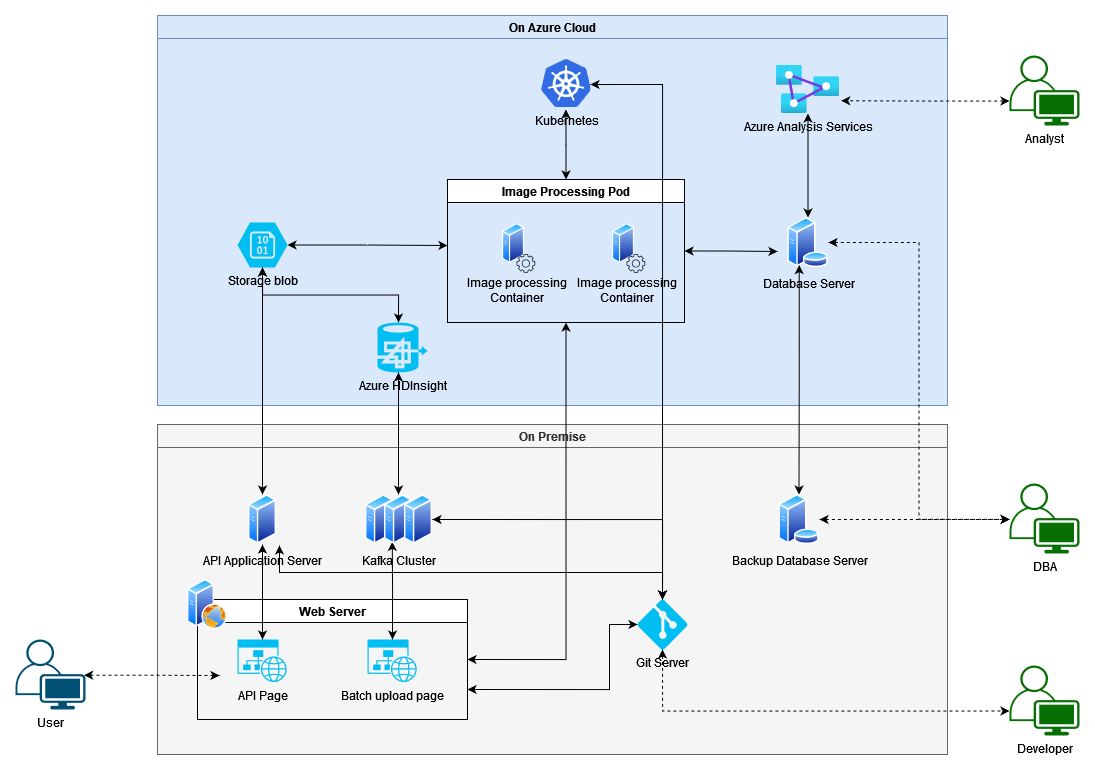 On Azure Cloud
Kubernetes
Azure Analysis Services
Analyst
Image Processing Pod
10
01
Storage blob
Image processing
Container
Image processing
Container
Database Server
Azure HDInsight
On Premise
API Application Server
Kafka Cluster
Backup Database Server
DBA
Web Server
Git Server
API Page
Batch upload page
User
Developer